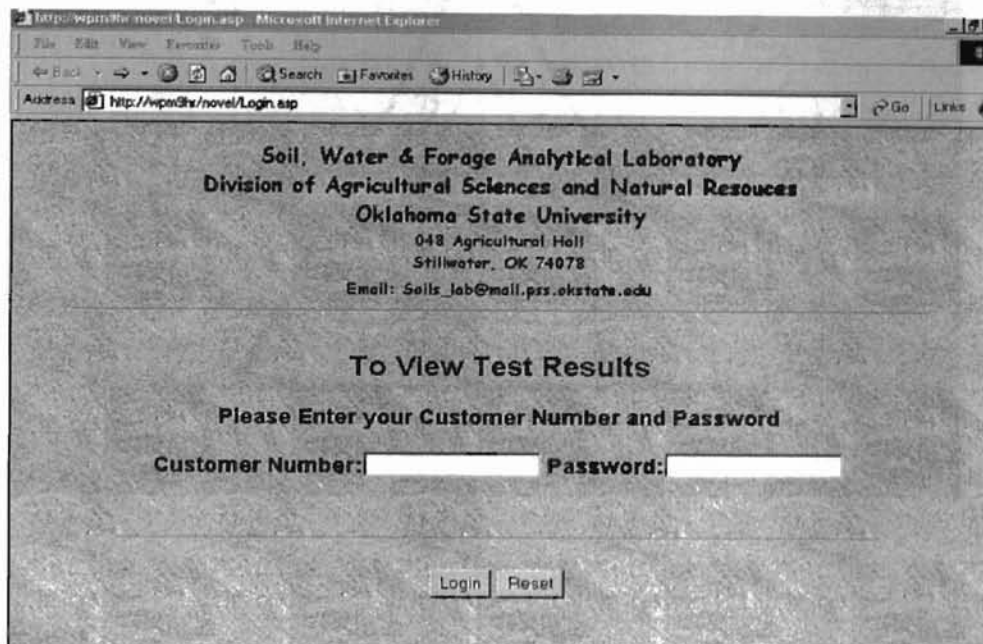 http://wpm9hr/novel/Login.asp - Microsoft Internet Explorer
File Edit View Favorites Tools Help
Back Search Favorites History
Address http://wpm9hr/novel/Login.asp Go Links
Soil, Water & Forage Analytical Laboratory
Division of Agricultural Sciences and Natural Resouces
Oklahoma State University
048 Agricultural Hall
Stillwater, OK 74078
Email: Soils_lab@mail.pss.okstate.edu
To View Test Results
Please Enter your Customer Number and Password
Customer Number: Password:
Login Reset